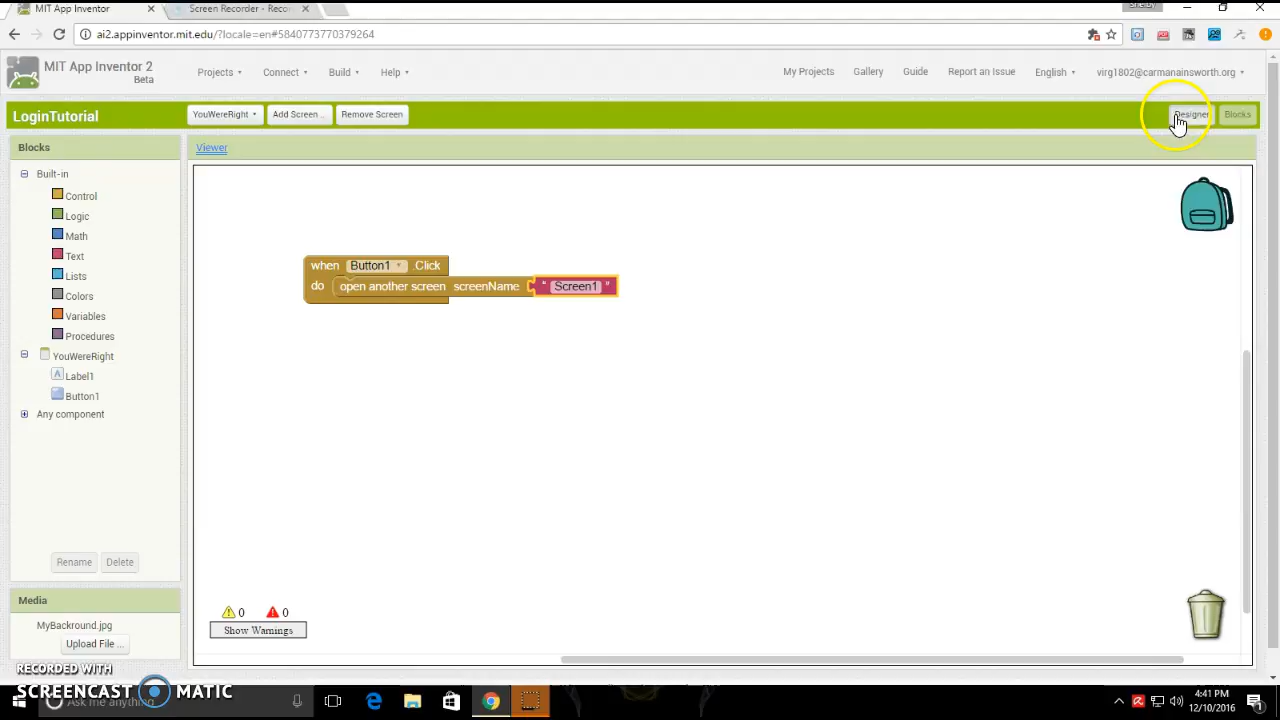 MIT App Inventor 2
Screen Recorder - Recor
Shelby
ai2.appinventor.mit.edu/?locale=en#5840773770379264
MIT App Inventor 2
Beta
Projects
Connect
Build
Help
My Projects
Gallery
Guide
Report an Issue
English
virg1802@carmanainsworth.org
LoginTutorial
YouWereRight
Add Screen ..
Remove Screen
Designer
Blocks
Blocks
Viewer
Built-in
Control
Logic
Math
Text
Lists
Colors
Variables
Procedures
YouWereRight
A Label1
Button1
Any component
Rename
Delete
when Button1 .Click
do open another screen screenName " Screen1 "
0 0
Show Warnings
Media
MyBackround.jpg
Upload File ...
RECORDED WITH
SCREENCAST MATIC
Ask me anything
4:41 PM
12/10/2016